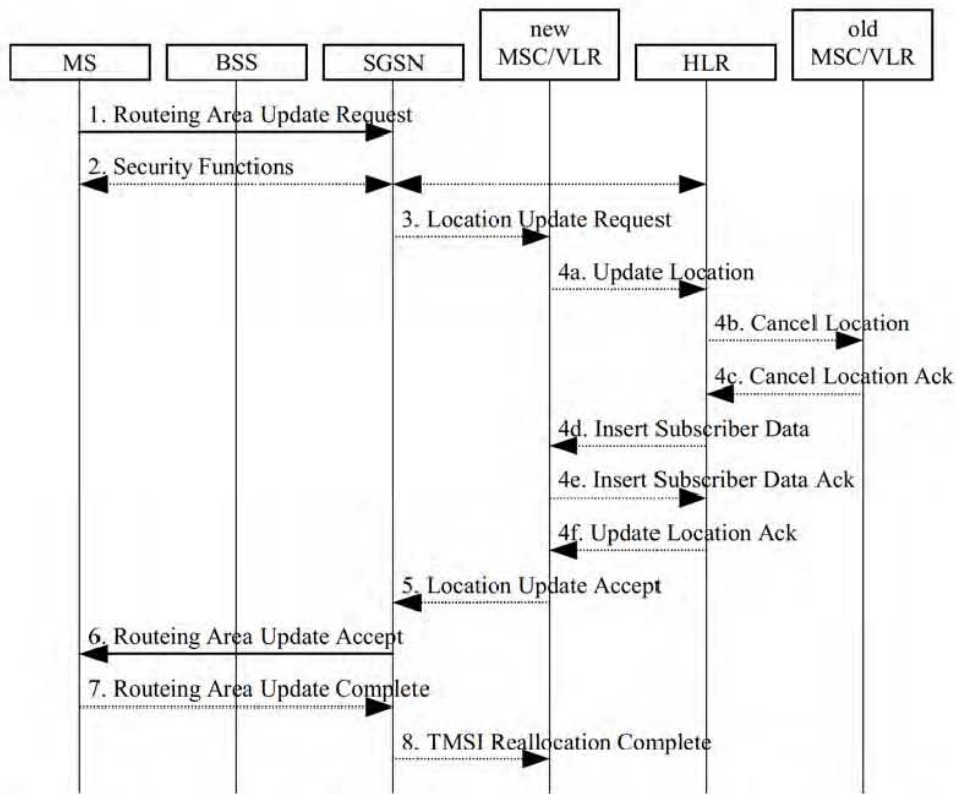 new
old
MS
BSS
SGSN
MSC/VLR
HLR
MSC/VLR
1. Routeing Area Update Request
2. Security Functions
3. Location Update Request
4a. Update Location
4b. Cancel Location
4c. Cancel Location Ack
4d. Insert Subscriber Data
4e. Insert Subscriber Data Ack
4f. Update Location Ack
5. Location Update Accept
6. Routeing Area Update Accept
7. Routeing Area Update Complete
8. TMSI Reallocation Complete